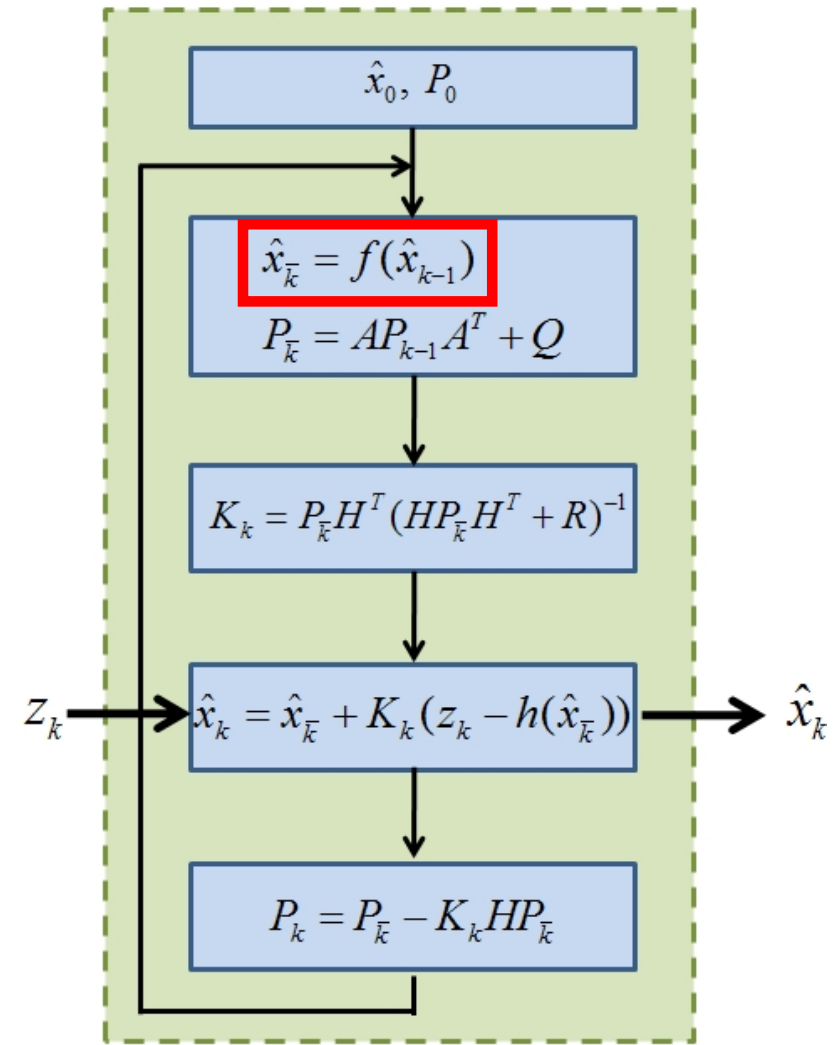 x̂₀, P₀
x̂_k̄ = f(x̂_{k−1})
P_k̄ = AP_{k−1}Aᵀ + Q
K_k = P_k̄Hᵀ(HP_k̄Hᵀ + R)⁻¹
z_k x̂_k = x̂_k̄ + K_k(z_k − h(x̂_k̄)) x̂_k
P_k = P_k̄ − K_kHP_k̄